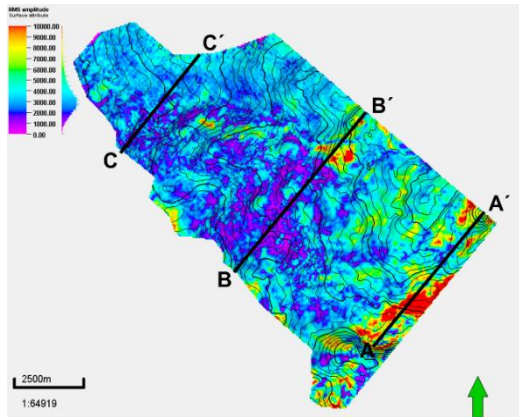 RMS amplitude
Surface attribute
10000.00
9000.00
8000.00
7000.00
6000.00
5000.00
4000.00
3000.00
2000.00
1000.00
0.00
C´
B´
C
A´
B
A
2500m
1:64919